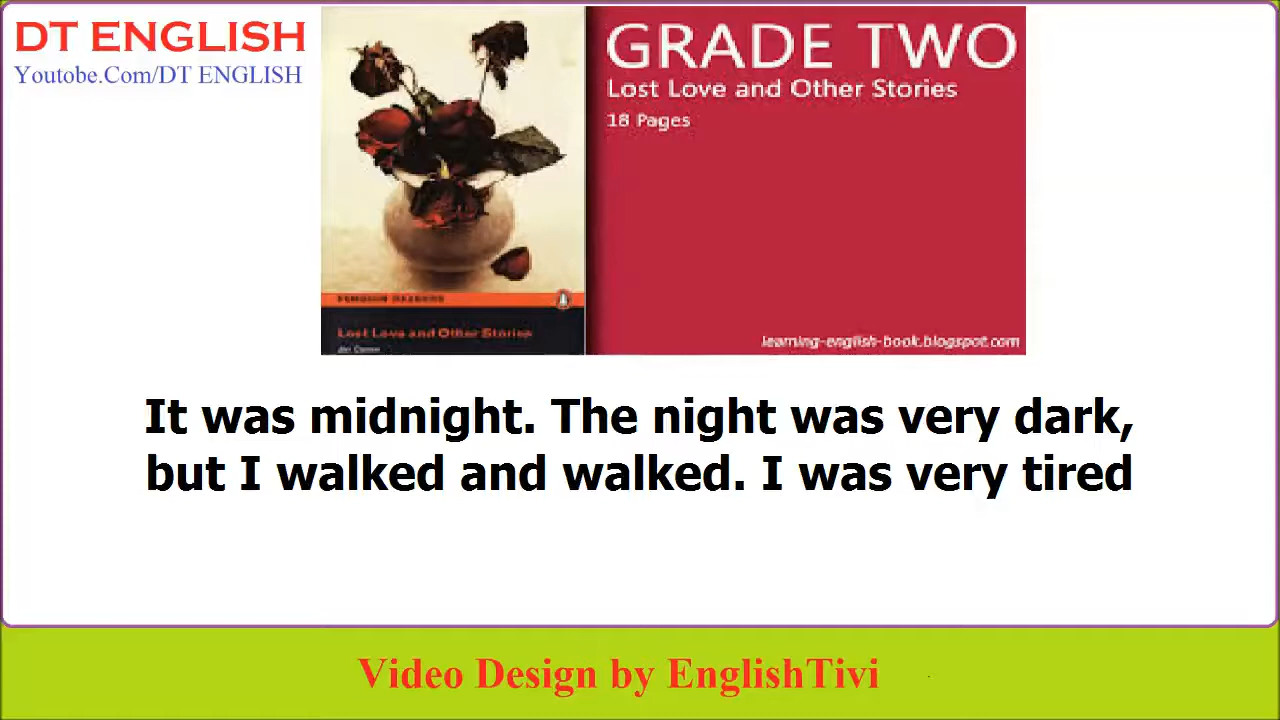 DT ENGLISH
Youtobe.Com/DT ENGLISH
GRADE TWO
Lost Love and Other Stories
18 Pages
PENGUIN READERS
Lost Love and Other Stories
learning-english-book.blogspot.com
It was midnight. The night was very dark,
but I walked and walked. I was very tired
Video Design by EnglishTivi